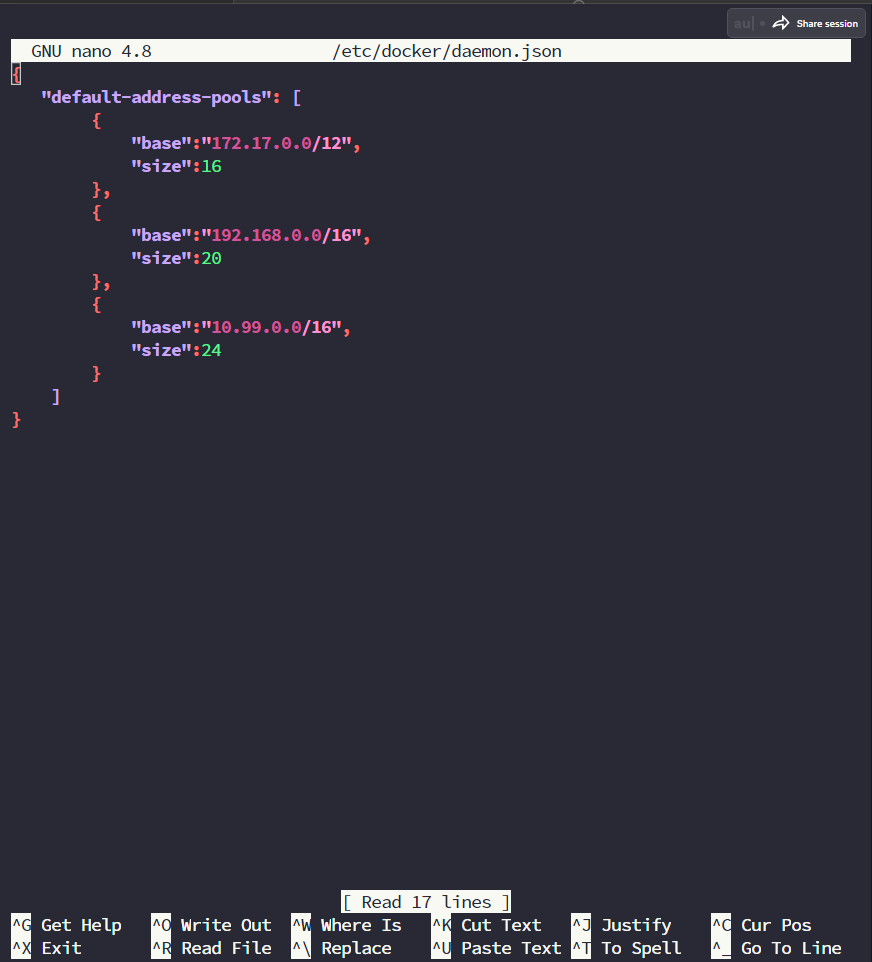 au| • Share session
GNU nano 4.8 /etc/docker/daemon.json
{
"default-address-pools": [
{
"base":"172.17.0.0/12",
"size":16
},
{
"base":"192.168.0.0/16",
"size":20
},
{
"base":"10.99.0.0/16",
"size":24
}
]
}
[ Read 17 lines ]
^G Get Help ^O Write Out ^W Where Is ^K Cut Text ^J Justify ^C Cur Pos
^X Exit ^R Read File ^\ Replace ^U Paste Text ^T To Spell ^_ Go To Line